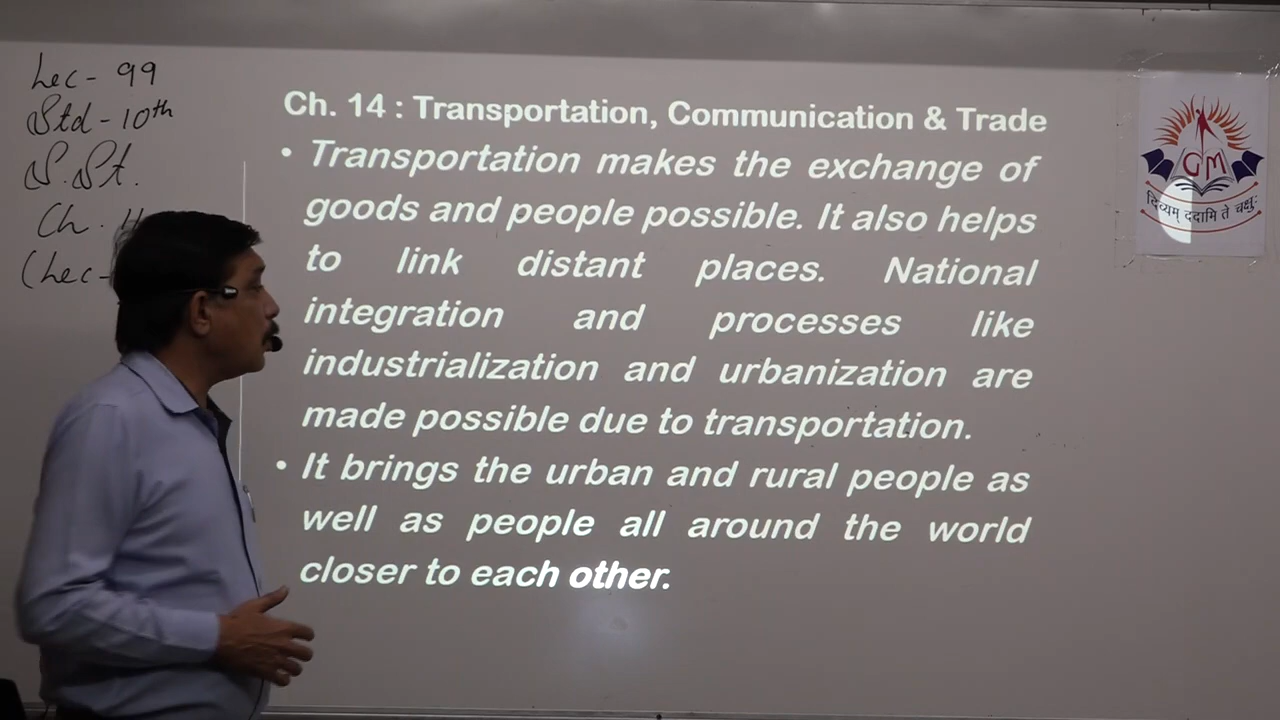 Lec - 99
Std - 10th
S. St.
Ch.
(Lec-
Ch. 14 : Transportation, Communication & Trade
• Transportation makes the exchange of
goods and people possible. It also helps
to link distant places. National
integration and processes like
industrialization and urbanization are
made possible due to transportation.
• It brings the urban and rural people as
well as people all around the world
closer to each other.
GM
दिव्यम् ददामि ते चक्षुः